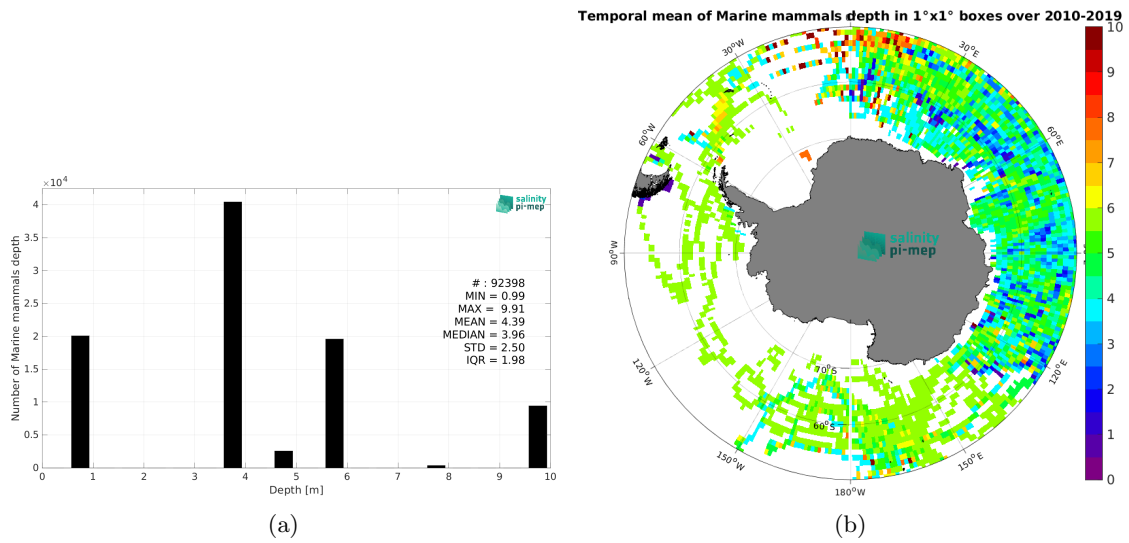 Temporal mean of Marine mammals depth in 1°x1° boxes over 2010-2019
×10⁴
4
3.5
3
2.5
2
1.5
1
0.5
0
Number of Marine mammals depth
salinity
pi-mep
# : 92398
MIN = 0.99
MAX = 9.91
MEAN = 4.39
MEDIAN = 3.96
STD = 2.50
IQR = 1.98
0 1 2 3 4 5 6 7 8 9 10
Depth [m]
(a)
0°
30°W
30°E
60°W
60°E
90°W
120°W
120°E
150°W
150°E
180°W
70°S
60°S
salinity
pi-mep
10
9
8
7
6
5
4
3
2
1
0
(b)